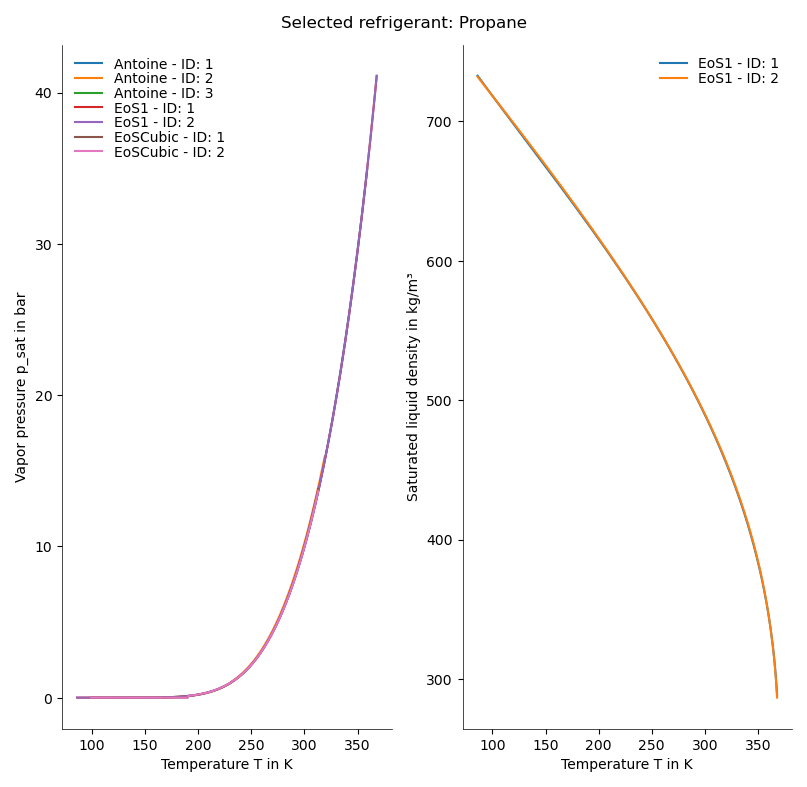 Selected refrigerant: Propane
Antoine - ID: 1
Antoine - ID: 2
Antoine - ID: 3
EoS1 - ID: 1
EoS1 - ID: 2
EoSCubic - ID: 1
EoSCubic - ID: 2
40
30
20
10
0
100 150 200 250 300 350
Temperature T in K
Vapor pressure p_sat in bar
EoS1 - ID: 1
EoS1 - ID: 2
700
600
500
400
300
100 150 200 250 300 350
Temperature T in K
Saturated liquid density in kg/m³